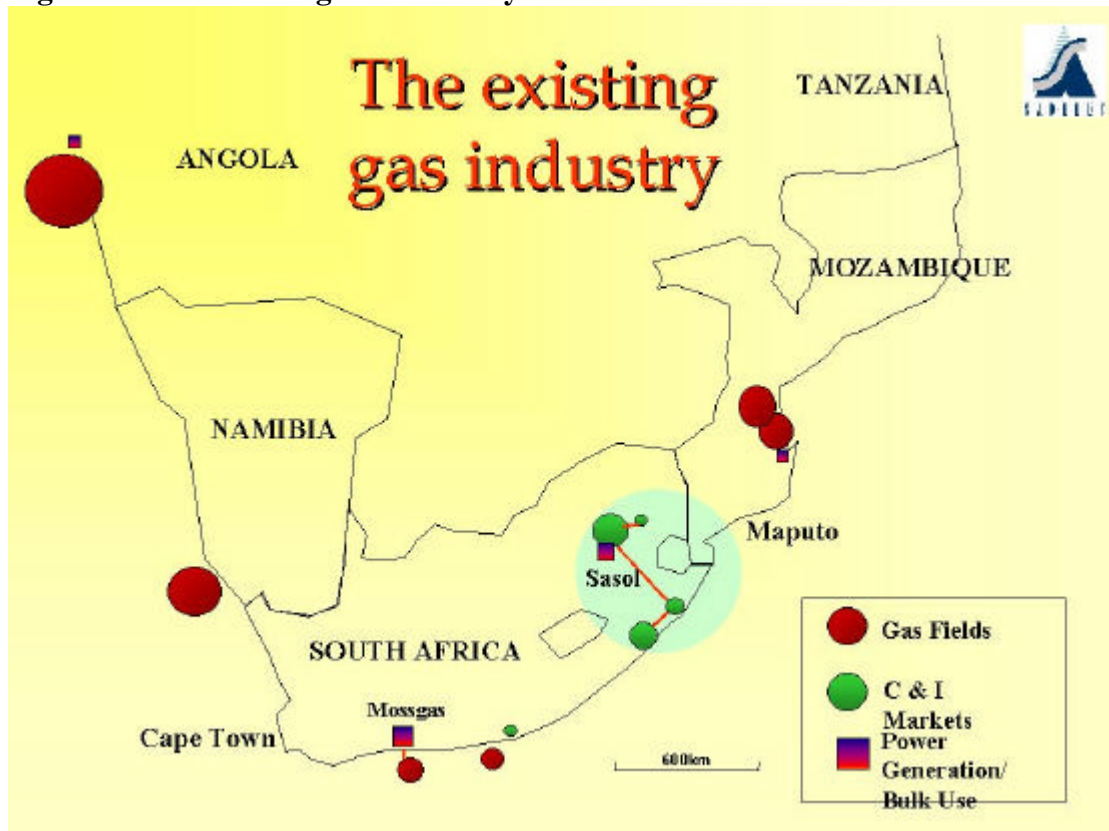 The existing
gas industry
TANZANIA
ANGOLA
MOZAMBIQUE
NAMIBIA
Maputo
Sasol
SOUTH AFRICA
Mossgas
Cape Town
600km
Gas Fields
C & I
Markets
Power
Generation/
Bulk Use